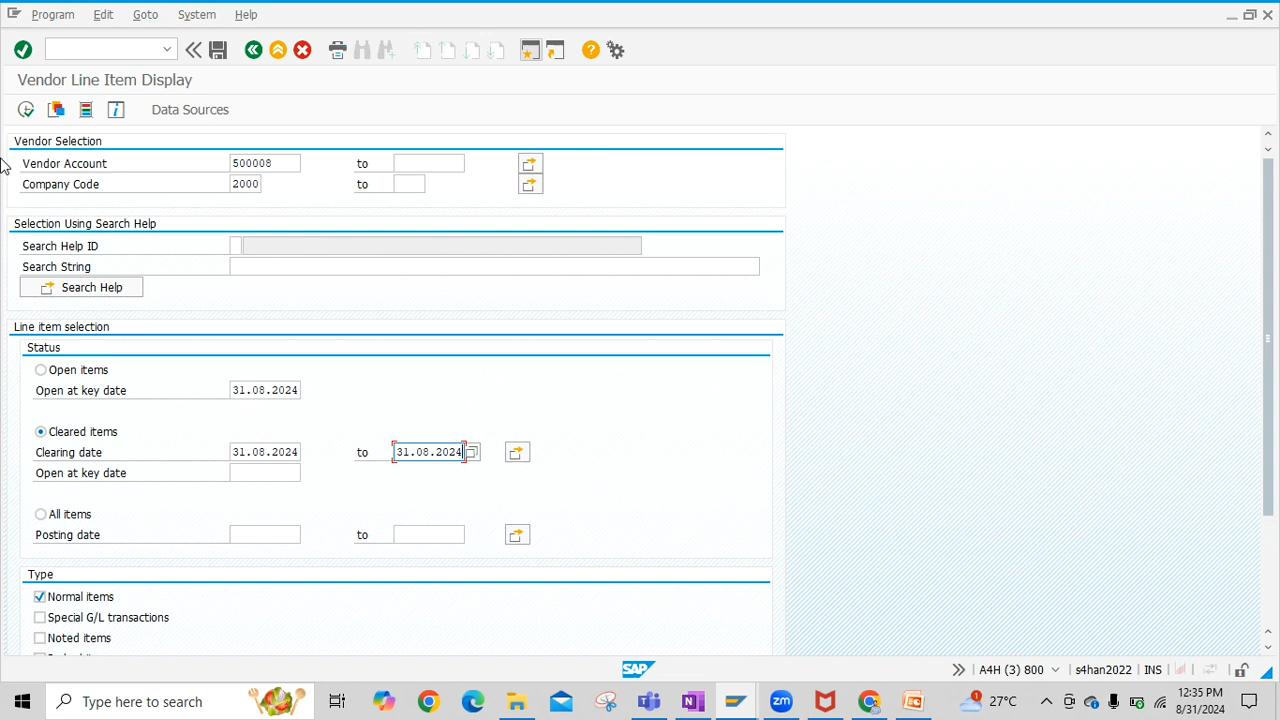 Program Edit Goto System Help
Vendor Line Item Display
Data Sources
Vendor Selection
Vendor Account 500008 to
Company Code 2000 to
Selection Using Search Help
Search Help ID
Search String
Search Help
Line item selection
Status
Open items
Open at key date 31.08.2024
Cleared items
Clearing date 31.08.2024 to 31.08.2024
Open at key date
All items
Posting date to
Type
Normal items
Special G/L transactions
Noted items
SAP A4H (3) 800 s4han2022 INS
Type here to search 27°C 12:35 PM
8/31/2024